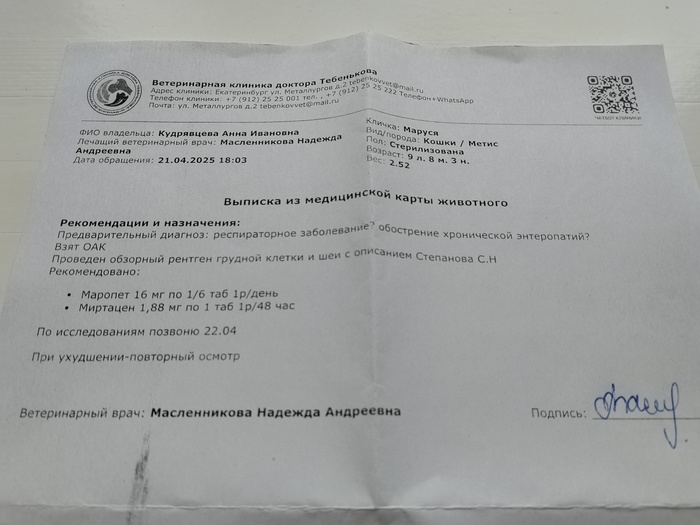 Ветеринарная клиника доктора Тебенькова
Адрес клиники: Екатеринбург ул. Металлургов д.2 tebenkovvet@mail.ru
Телефон клиники: +7 (912) 25 25 001 тел. , +7 (912) 25 25 222 Телефон+WhatsApp
Почта: ул. Металлургов д.2 tebenkovvet@mail.ru
ЧАТБОТ КЛИНИКИ
ФИО владельца: Кудрявцева Анна Ивановна
Лечащий ветеринарный врач: Масленникова Надежда
Андреевна
Дата обращения: 21.04.2025 18:03
Кличка: Маруся
Вид/порода: Кошки / Метис
Пол: Стерилизована
Возраст: 9 л. 8 м. 3 н.
Вес: 2.52
Выписка из медицинской карты животного
Рекомендации и назначения:
Предварительный диагноз: респираторное заболевание? обострение хронической энтеропатий?
Взят ОАК
Проведен обзорный рентген грудной клетки и шеи с описанием Степанова С.Н
Рекомендовано:
• Маропет 16 мг по 1/6 таб 1р/день
• Миртацен 1,88 мг по 1 таб 1р/48 час
По исследованиям позвоню 22.04
При ухудшении-повторный осмотр
Ветеринарный врач: Масленникова Надежда Андреевна
Подпись: